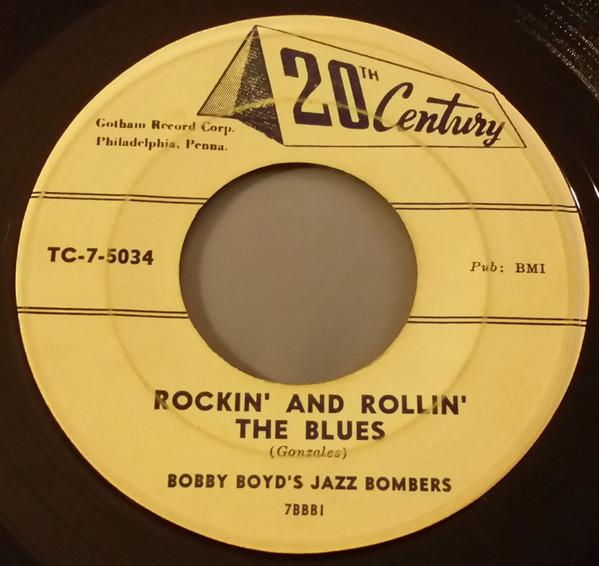 20TH Century
Gotham Record Corp.
Philadelphia, Penna.
TC-7-5034
Pub: BMI
ROCKIN' AND ROLLIN'
THE BLUES
(Gonzales)
BOBBY BOYD'S JAZZ BOMBERS
7BBB1